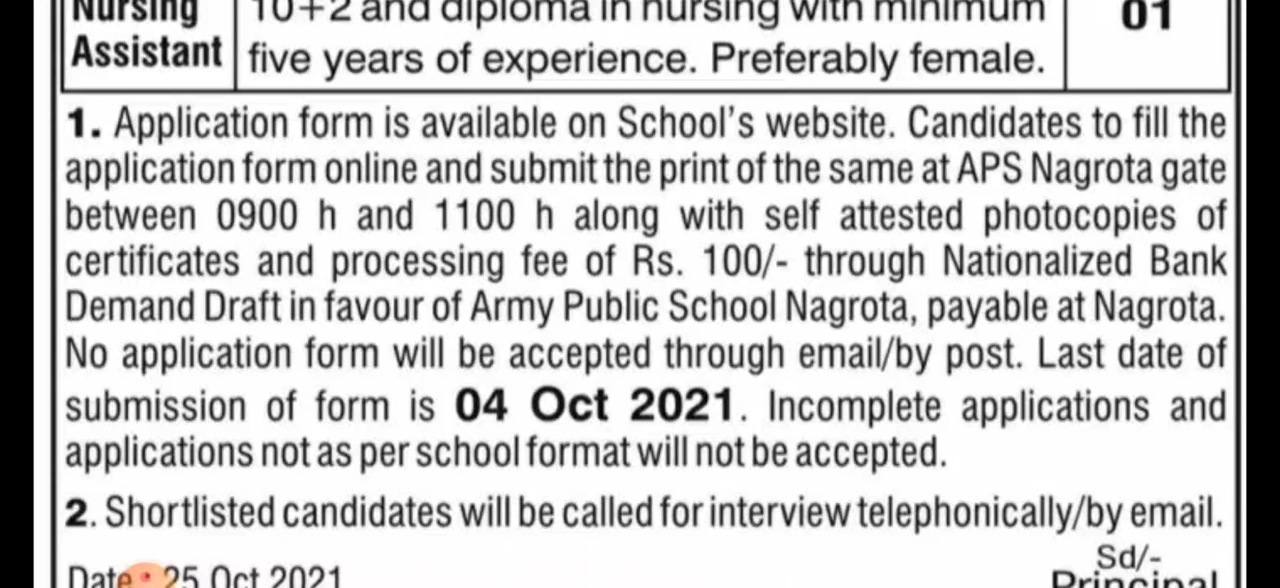 Nursing 10+2 and diploma in nursing with minimum 01
Assistant five years of experience. Preferably female.
1. Application form is available on School's website. Candidates to fill the
application form online and submit the print of the same at APS Nagrota gate
between 0900 h and 1100 h along with self attested photocopies of
certificates and processing fee of Rs. 100/- through Nationalized Bank
Demand Draft in favour of Army Public School Nagrota, payable at Nagrota.
No application form will be accepted through email/by post. Last date of
submission of form is 04 Oct 2021. Incomplete applications and
applications not as per school format will not be accepted.
2. Shortlisted candidates will be called for interview telephonically/by email.
Sd/-
Date : 25 Oct 2021 Principal